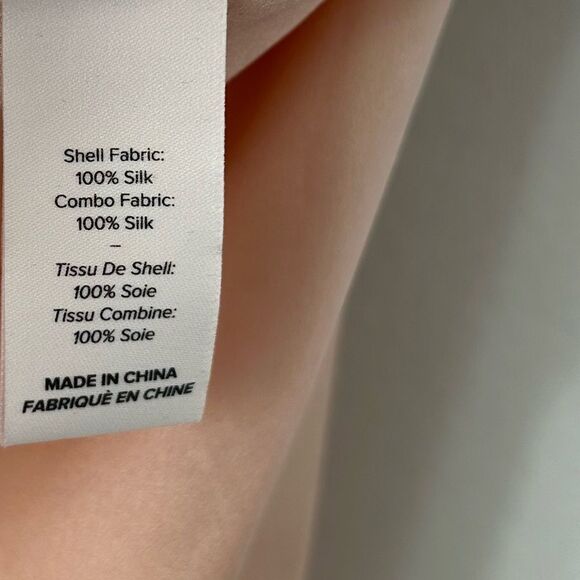 Shell Fabric:
100% Silk
Combo Fabric:
100% Silk
–
Tissu De Shell:
100% Soie
Tissu Combine:
100% Soie
MADE IN CHINA
FABRIQUÈ EN CHINE